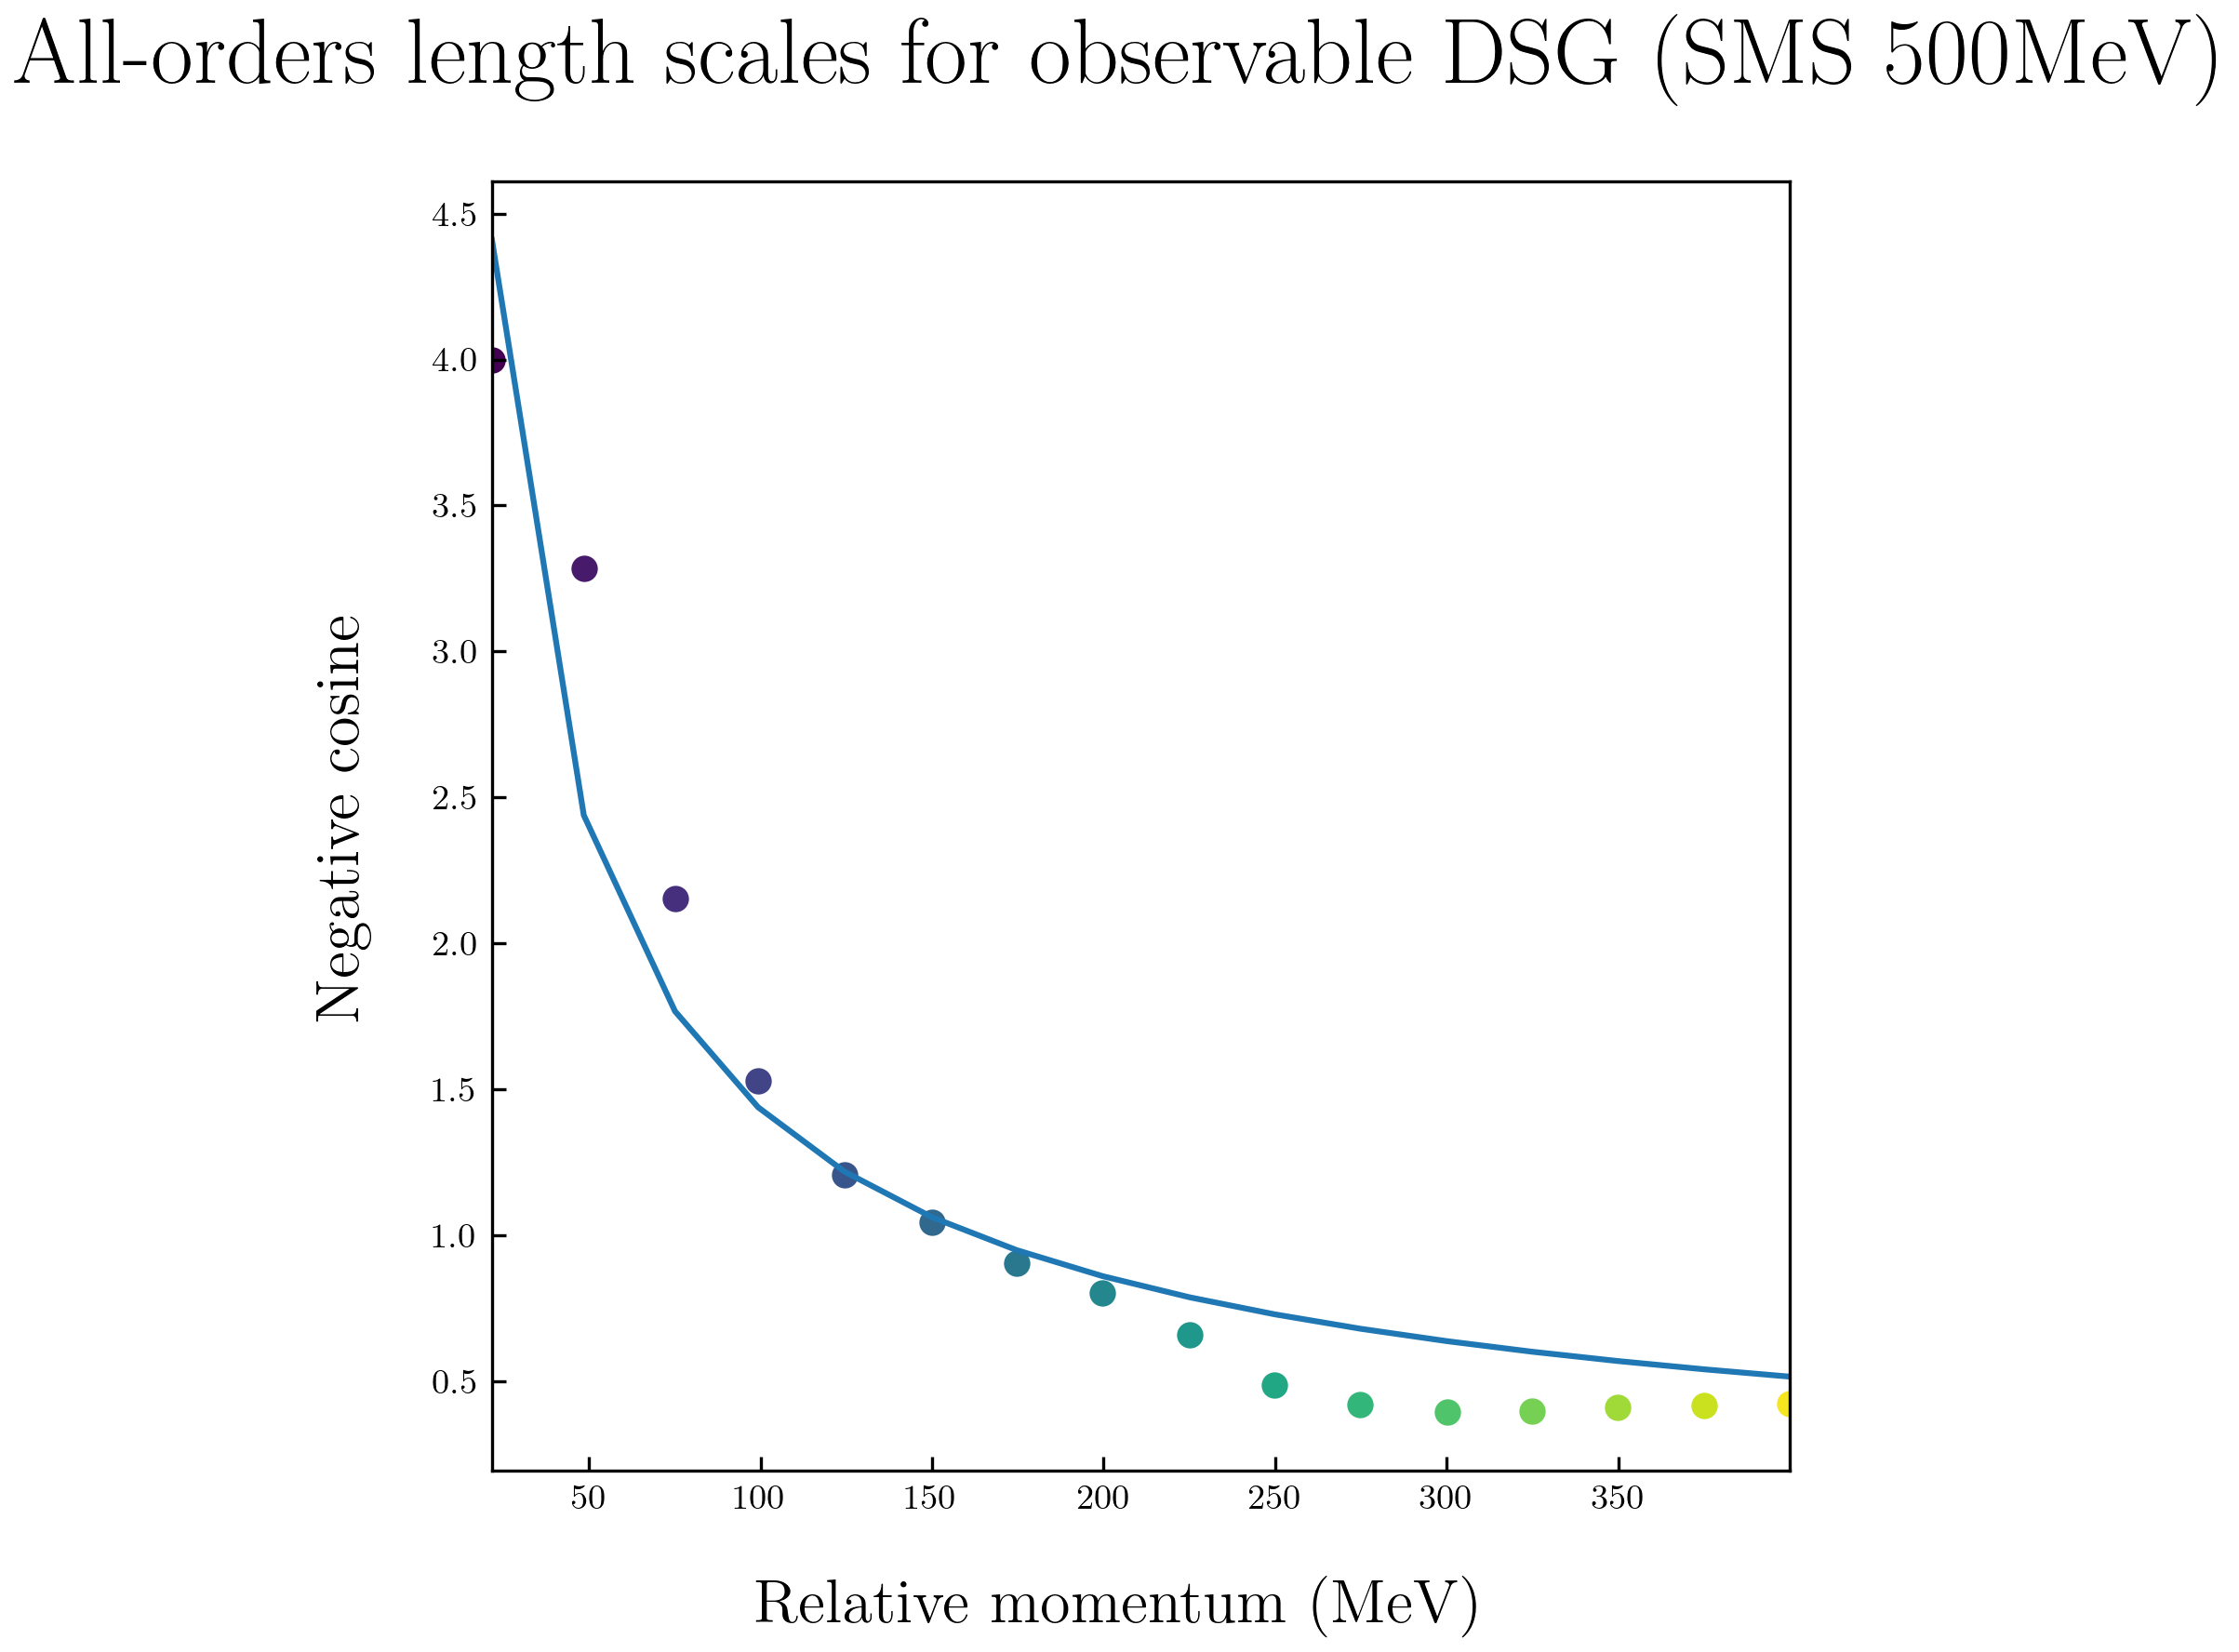 All-orders length scales for observable DSG (SMS 500MeV)
4.5
4.0
3.5
3.0
2.5
2.0
1.5
1.0
0.5
Negative cosine
50 100 150 200 250 300 350
Relative momentum (MeV)